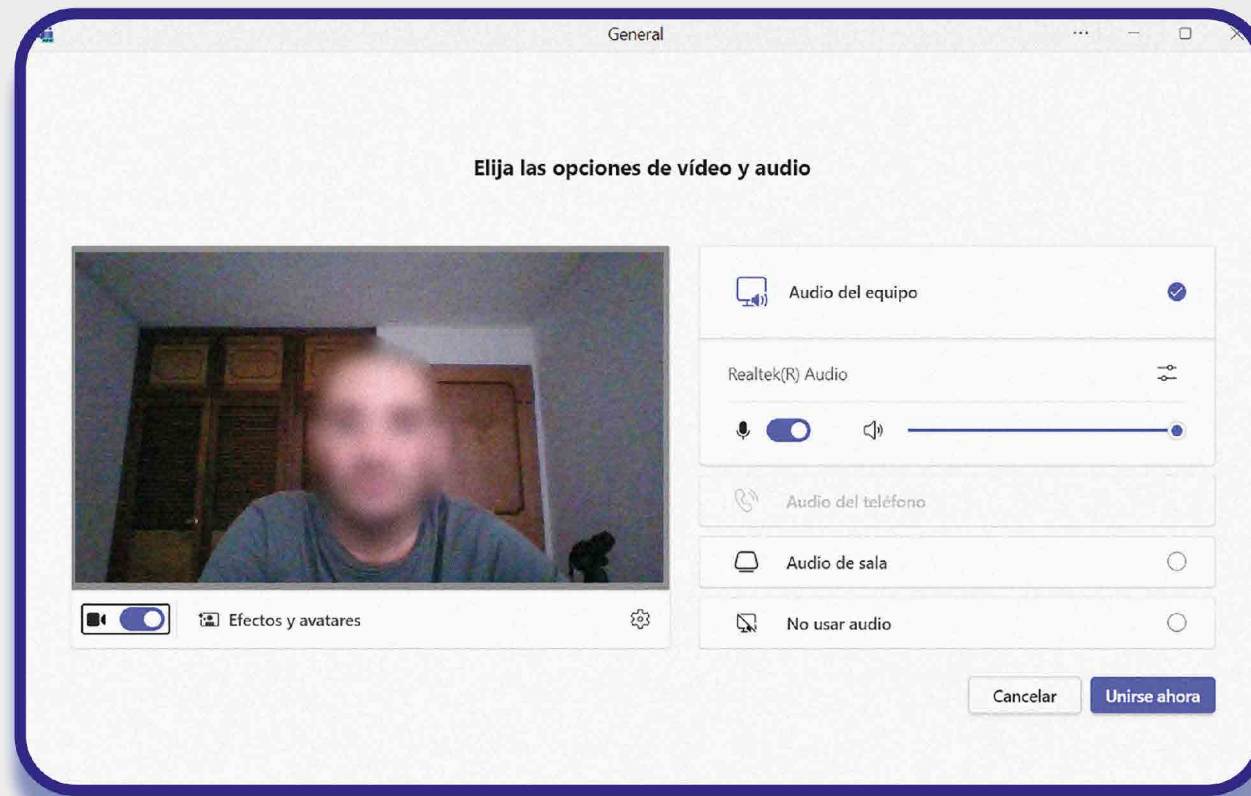 General
Elija las opciones de vídeo y audio
Audio del equipo
Realtek(R) Audio
Audio del teléfono
Audio de sala
Efectos y avatares
No usar audio
Cancelar
Unirse ahora